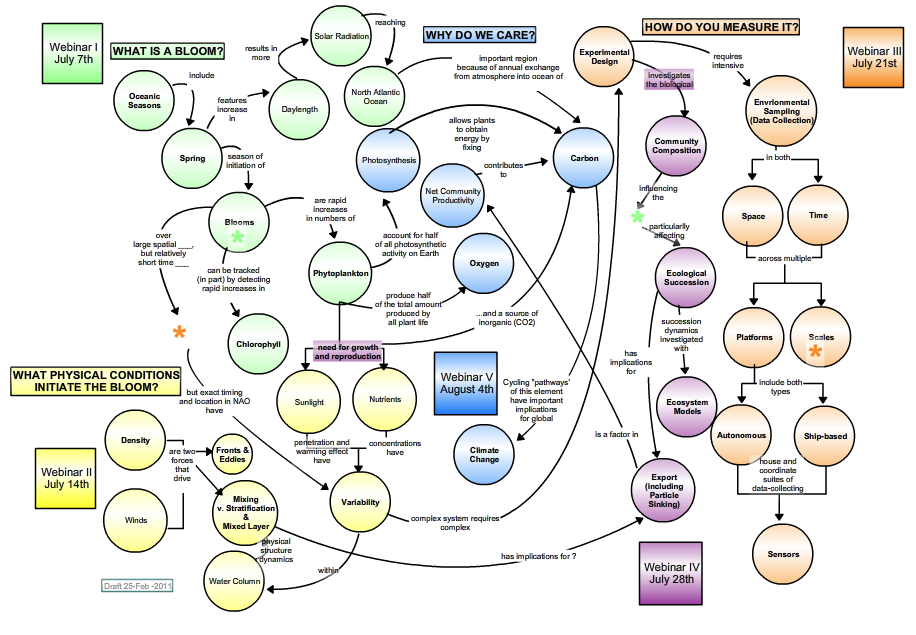 Webinar I
July 7th
WHAT IS A BLOOM?
Solar Radiation
reaching
WHY DO WE CARE?
HOW DO YOU MEASURE IT?
Webinar III
July 21st
results in
more
important region
because of annual exchange
from atmosphere into ocean of
Experimental
Design
requires
intensive
investigates
the biological
include
Oceanic
Seasons
features
increase
in
Daylength
North Atlantic
Ocean
Envrionmental
Sampling
(Data Collection)
allows plants
to obtain
energy by
fixing
Community
Composition
Spring
season of
initiation of
Photosynthesis
contributes
to
Carbon
in both
Net Community
Productivity
influencing
the
Blooms
are rapid
increases
in numbers of
Space
Time
particularly
affecting
over
large spatial ___,
but relatively
short time ___
account for half
of all photosynthetic
activity on Earth
across multiple
can be tracked
(in part) by detecting
rapid increases in
Phytoplankton
Oxygen
Ecological
Succession
produce half
of the total amount
produced by
all plant life
...and a source of
inorganic (CO2)
succession
dynamics
investigated
with
Platforms
Scales
Chlorophyll
need for growth
and reproduction
has
implications
for
WHAT PHYSICAL CONDITIONS
INITIATE THE BLOOM?
Webinar V
August 4th
Cycling "pathways'
of this element
have important
implications
for global
include both
types
but exact timing
and location in NAO
have
Sunlight
Nutrients
Ecosystem
Models
Autonomous
Ship-based
is a factor in
Density
are two
forces
that
drive
Fronts &
Eddies
penetration and
warming effect
have
concentrations
have
Climate
Change
house and
coordinate
suites of
data-collecting
Webinar II
July 14th
Mixing
v. Stratification
&
Mixed Layer
Variability
Export
(including
Particle
Sinking)
Winds
complex system requires
complex
physical
structure
dynamics
has implications for ?
Sensors
Water Column
within
Webinar IV
July 28th
Draft 25-Feb -2011